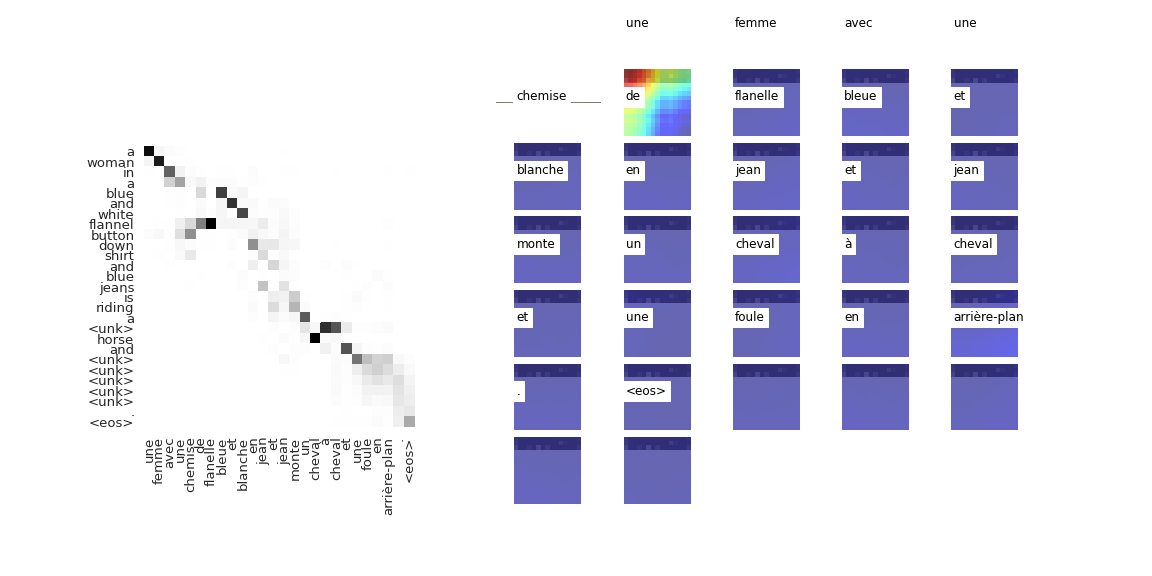 une femme avec une
chemise de flanelle bleue et
blanche en jean et jean
monte un cheval à cheval
et une foule en arrière-plan
. <eos>
a
woman
in
a
blue
and
white
flannel
button
down
shirt
and
blue
jeans
is
riding
a
<unk>
horse
and
<unk>
<unk>
<unk>
<unk>
<unk>
.
<eos>
une
femme
avec
une
chemise
de
flanelle
bleue
et
blanche
en
jean
et
jean
monte
un
cheval
à
cheval
et
une
foule
en
arrière-plan
.
<eos>